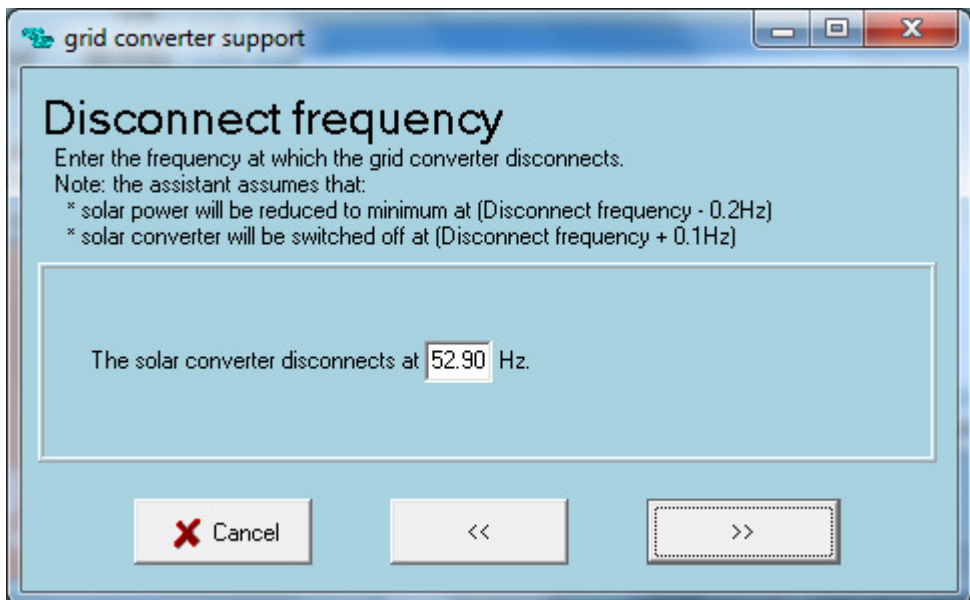 grid converter support
Disconnect frequency
Enter the frequency at which the grid converter disconnects.
Note: the assistant assumes that:
* solar power will be reduced to minimum at (Disconnect frequency - 0.2Hz)
* solar converter will be switched off at (Disconnect frequency + 0.1Hz)
The solar converter disconnects at 52.90 Hz.
Cancel << >>